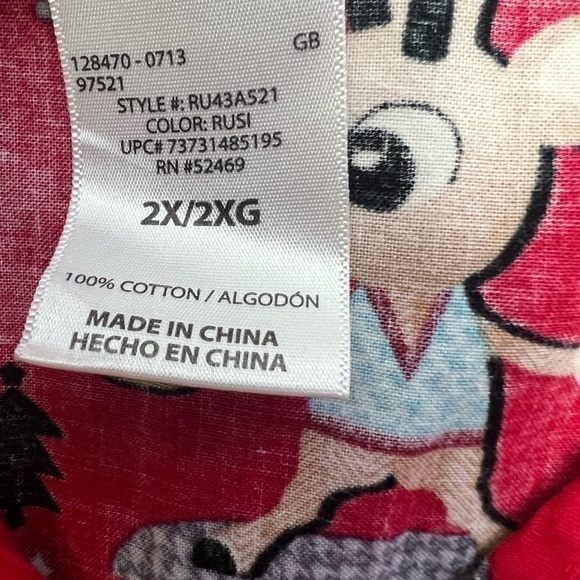 128470 - 0713
GB
97521
STYLE #: RU43A521
COLOR: RUSI
UPC# 73731485195
RN #52469
2X/2XG
100% COTTON / ALGODÓN
MADE IN CHINA
HECHO EN CHINA